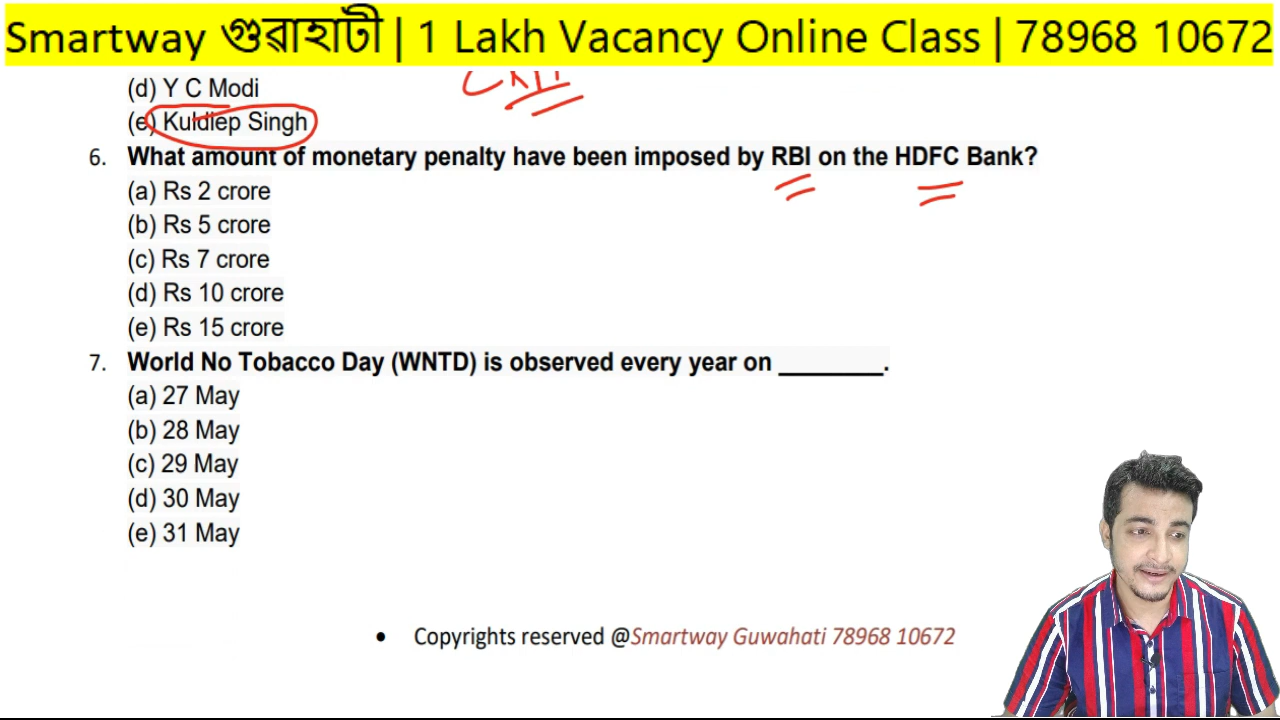 Smartway গুৱাহাটী | 1 Lakh Vacancy Online Class | 78968 10672
(d) Y C Modi
(e) Kuldiep Singh
6. What amount of monetary penalty have been imposed by RBI on the HDFC Bank?
(a) Rs 2 crore
(b) Rs 5 crore
(c) Rs 7 crore
(d) Rs 10 crore
(e) Rs 15 crore
7. World No Tobacco Day (WNTD) is observed every year on ________.
(a) 27 May
(b) 28 May
(c) 29 May
(d) 30 May
(e) 31 May
• Copyrights reserved @Smartway Guwahati 78968 10672